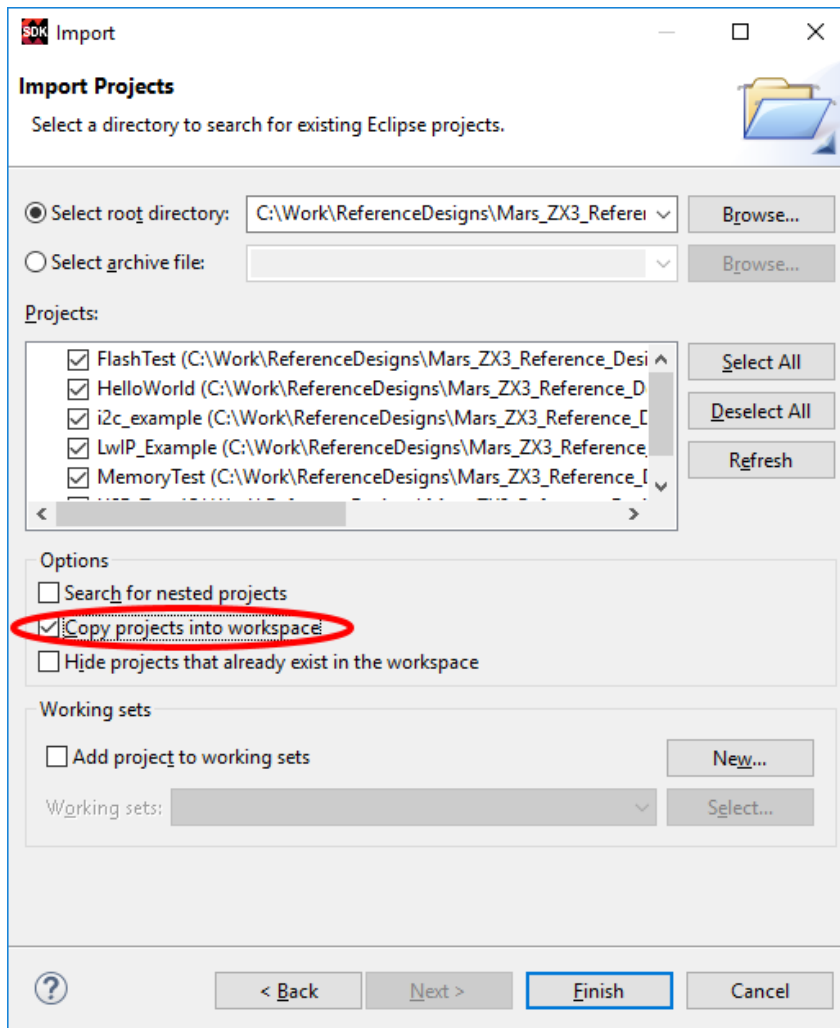 SDK Import
Import Projects
Select a directory to search for existing Eclipse projects.
Select root directory: C:\Work\ReferenceDesigns\Mars_ZX3_Referer Browse...
Select archive file: Browse...
Projects:
FlashTest (C:\Work\ReferenceDesigns\Mars_ZX3_Reference_Desi Select All
HelloWorld (C:\Work\ReferenceDesigns\Mars_ZX3_Reference_D
i2c_example (C:\Work\ReferenceDesigns\Mars_ZX3_Reference_D Deselect All
LwIP_Example (C:\Work\ReferenceDesigns\Mars_ZX3_Reference_
MemoryTest (C:\Work\ReferenceDesigns\Mars_ZX3_Reference_D Refresh
Options
Search for nested projects
Copy projects into workspace
Hide projects that already exist in the workspace
Working sets
Add project to working sets New...
Working sets: Select...
? < Back Next > Finish Cancel